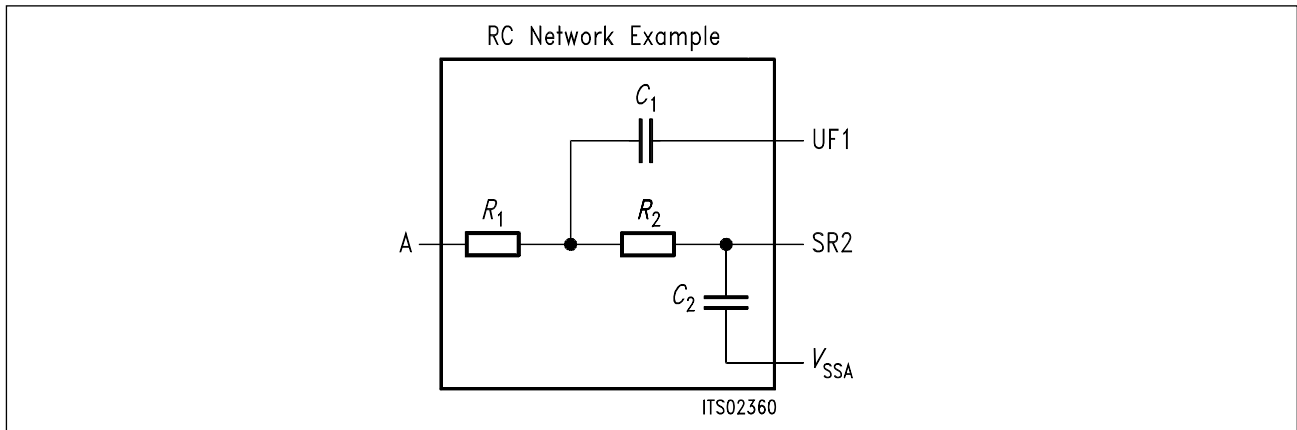 RC Network Example
C1
UF1
R1
R2
A
SR2
C2
VSSA
ITS02360